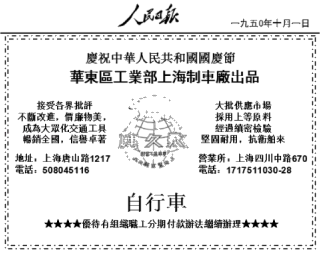 人民日报
一九五0年十月一日
慶祝中華人民共和國國慶節
華東區工業部上海制車廠出品
接受各界批評
不斷改進，價廉物美，
成為大眾化交通工具
暢銷全國，信譽卓著
大批供應市場
採用上等原料
經過縝密檢驗
堅固耐用，抗衡舶來
地址：上海唐山路1217
電話：508045116
營業所：上海四川中路670
電話：1717511030-28
自行車
★★★★優待有組織職工分期付款辦法繼續辦理★★★★